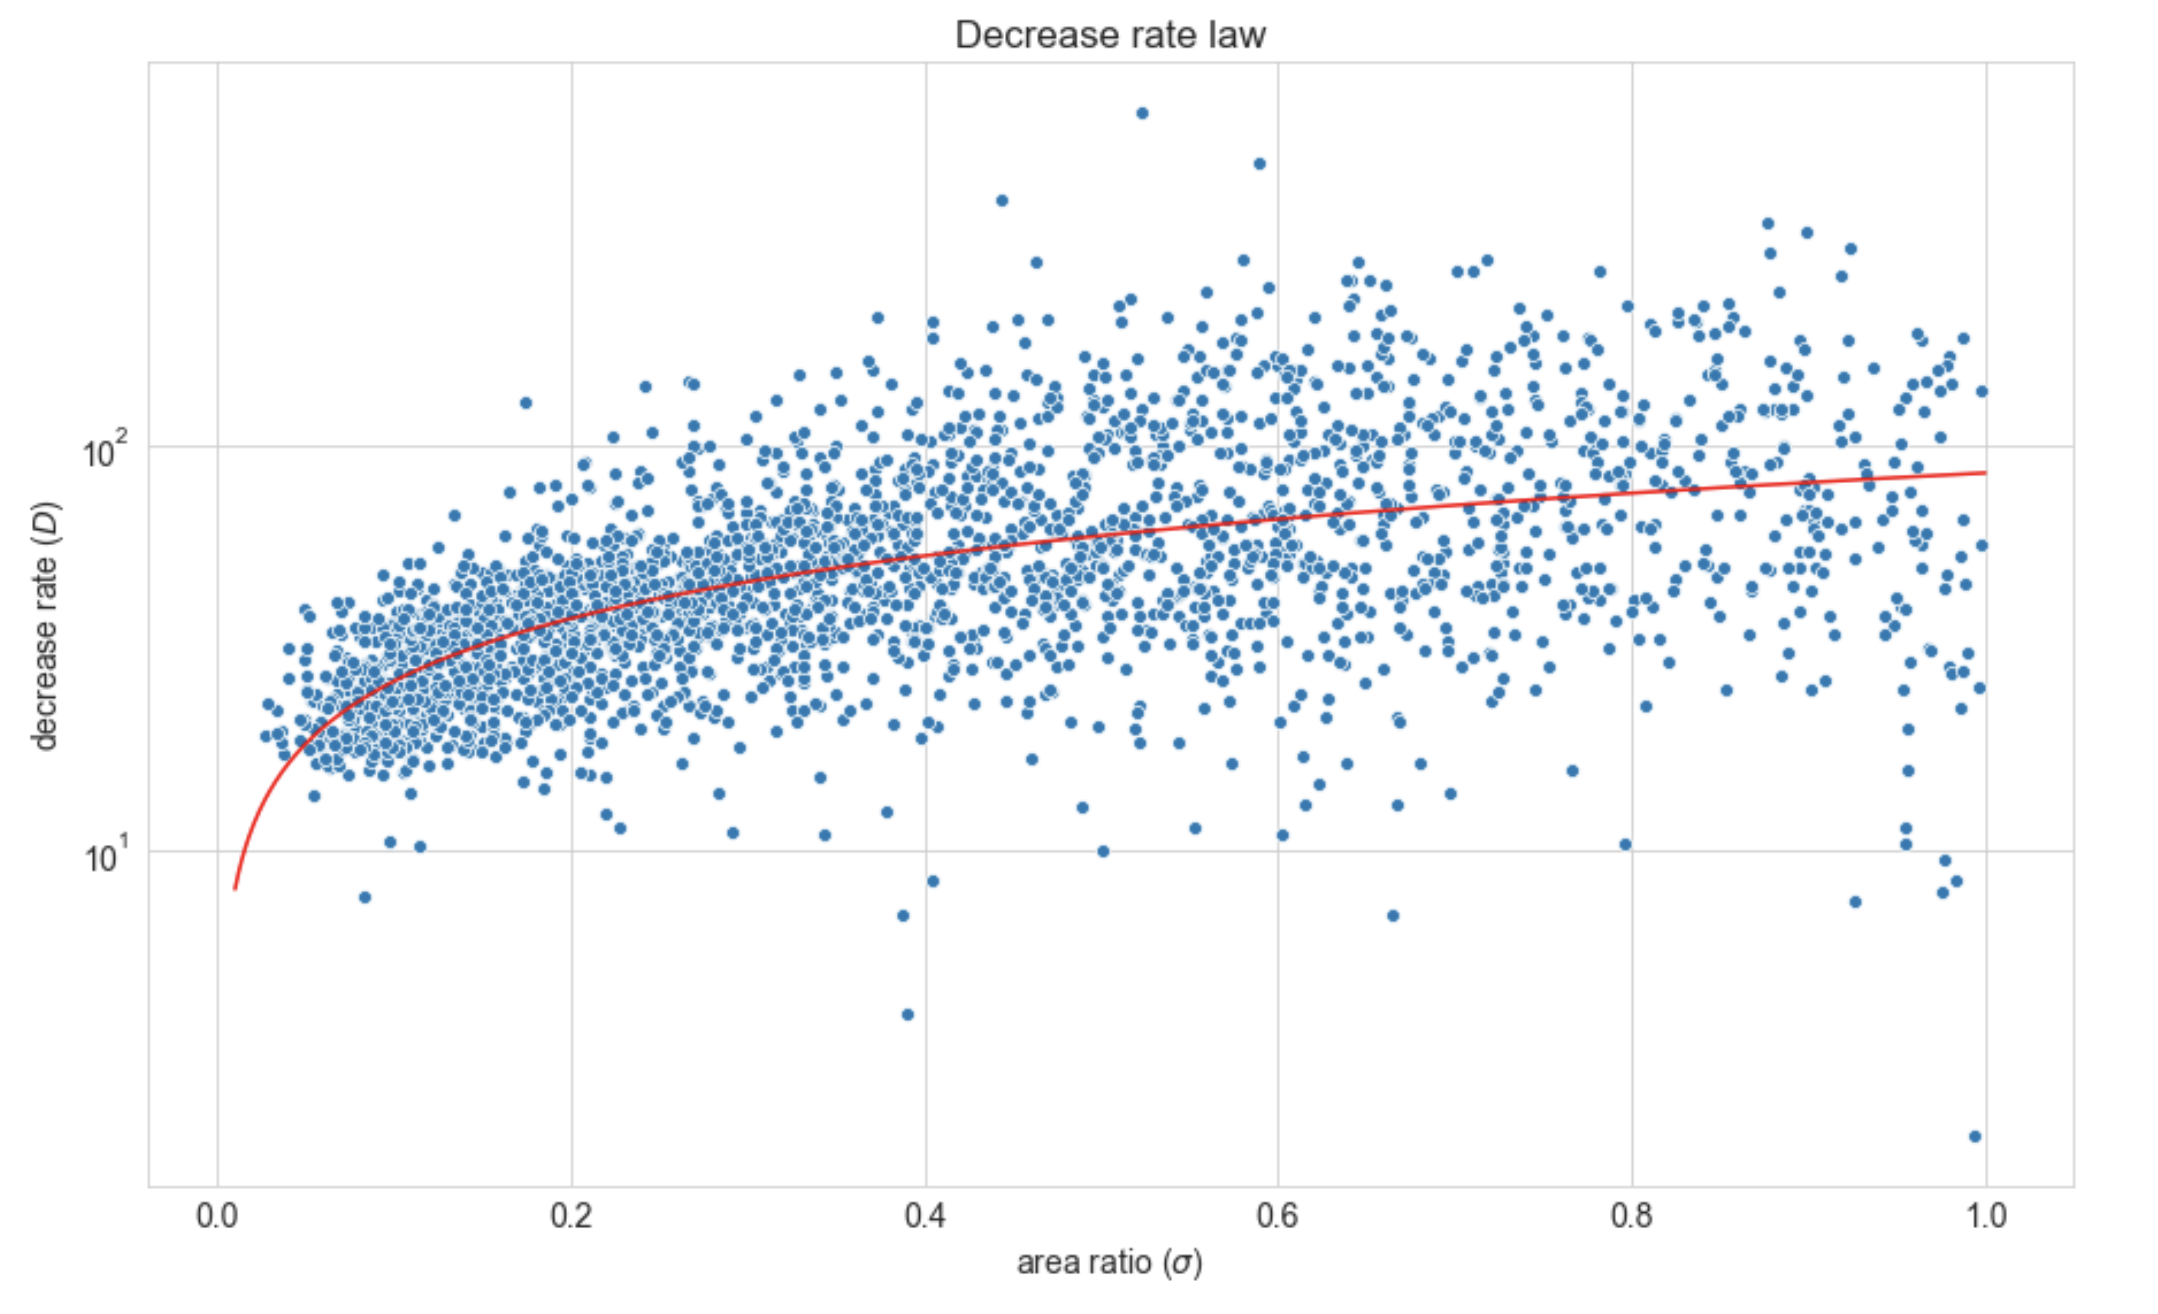 Decrease rate law
decrease rate (D)
10²
10¹
0.0 0.2 0.4 0.6 0.8 1.0
area ratio (σ)